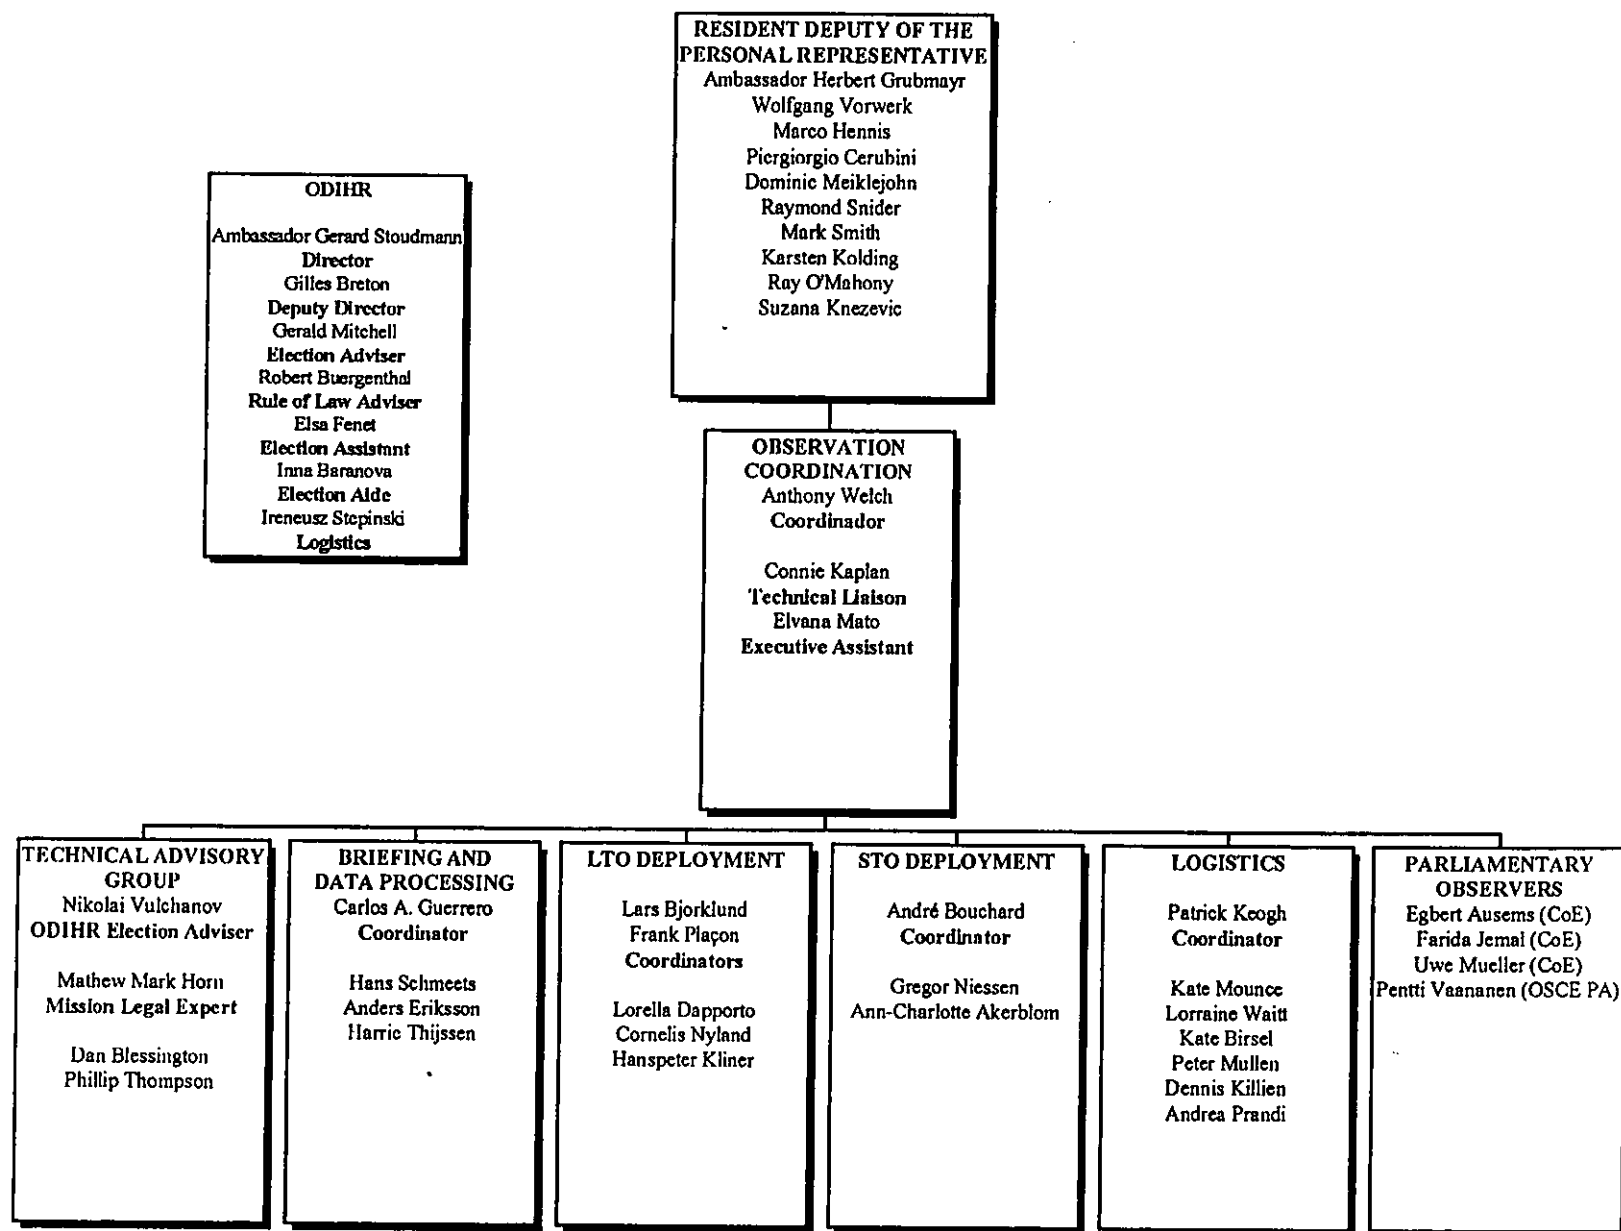 RESIDENT DEPUTY OF THE
PERSONAL REPRESENTATIVE
Ambassador Herbert Grubmayr
Wolfgang Vorwerk
Marco Hennis
Piergiorgio Cerubini
Dominic Meiklejohn
Raymond Snider
Mark Smith
Karsten Kolding
Ray O'Mahony
Suzana Knezevic
ODIHR
Ambassador Gerard Stoudmann
Director
Gilles Breton
Deputy Director
Gerald Mitchell
Election Adviser
Robert Buergenthal
Rule of Law Adviser
Elsa Fenet
Election Assistant
Inna Baranova
Election Aide
Ireneusz Stepinski
Logistics
OBSERVATION
COORDINATION
Anthony Welch
Coordinador
Connie Kaplan
Technical Liaison
Elvana Mato
Executive Assistant
TECHNICAL ADVISORY
GROUP
Nikolai Vulchanov
ODIHR Election Adviser
Mathew Mark Horn
Mission Legal Expert
Dan Blessington
Phillip Thompson
BRIEFING AND
DATA PROCESSING
Carlos A. Guerrero
Coordinator
Hans Schmeets
Anders Eriksson
Harrie Thijssen
LTO DEPLOYMENT
Lars Bjorklund
Frank Plaçon
Coordinators
Lorella Dapporto
Cornelis Nyland
Hanspeter Kliner
STO DEPLOYMENT
André Bouchard
Coordinator
Gregor Niessen
Ann-Charlotte Akerblom
LOGISTICS
Patrick Keogh
Coordinator
Kate Mounce
Lorraine Waitt
Kate Birsel
Peter Mullen
Dennis Killien
Andrea Prandi
PARLIAMENTARY
OBSERVERS
Egbert Ausems (CoE)
Farida Jemal (CoE)
Uwe Mueller (CoE)
Pentti Vaananen (OSCE PA)